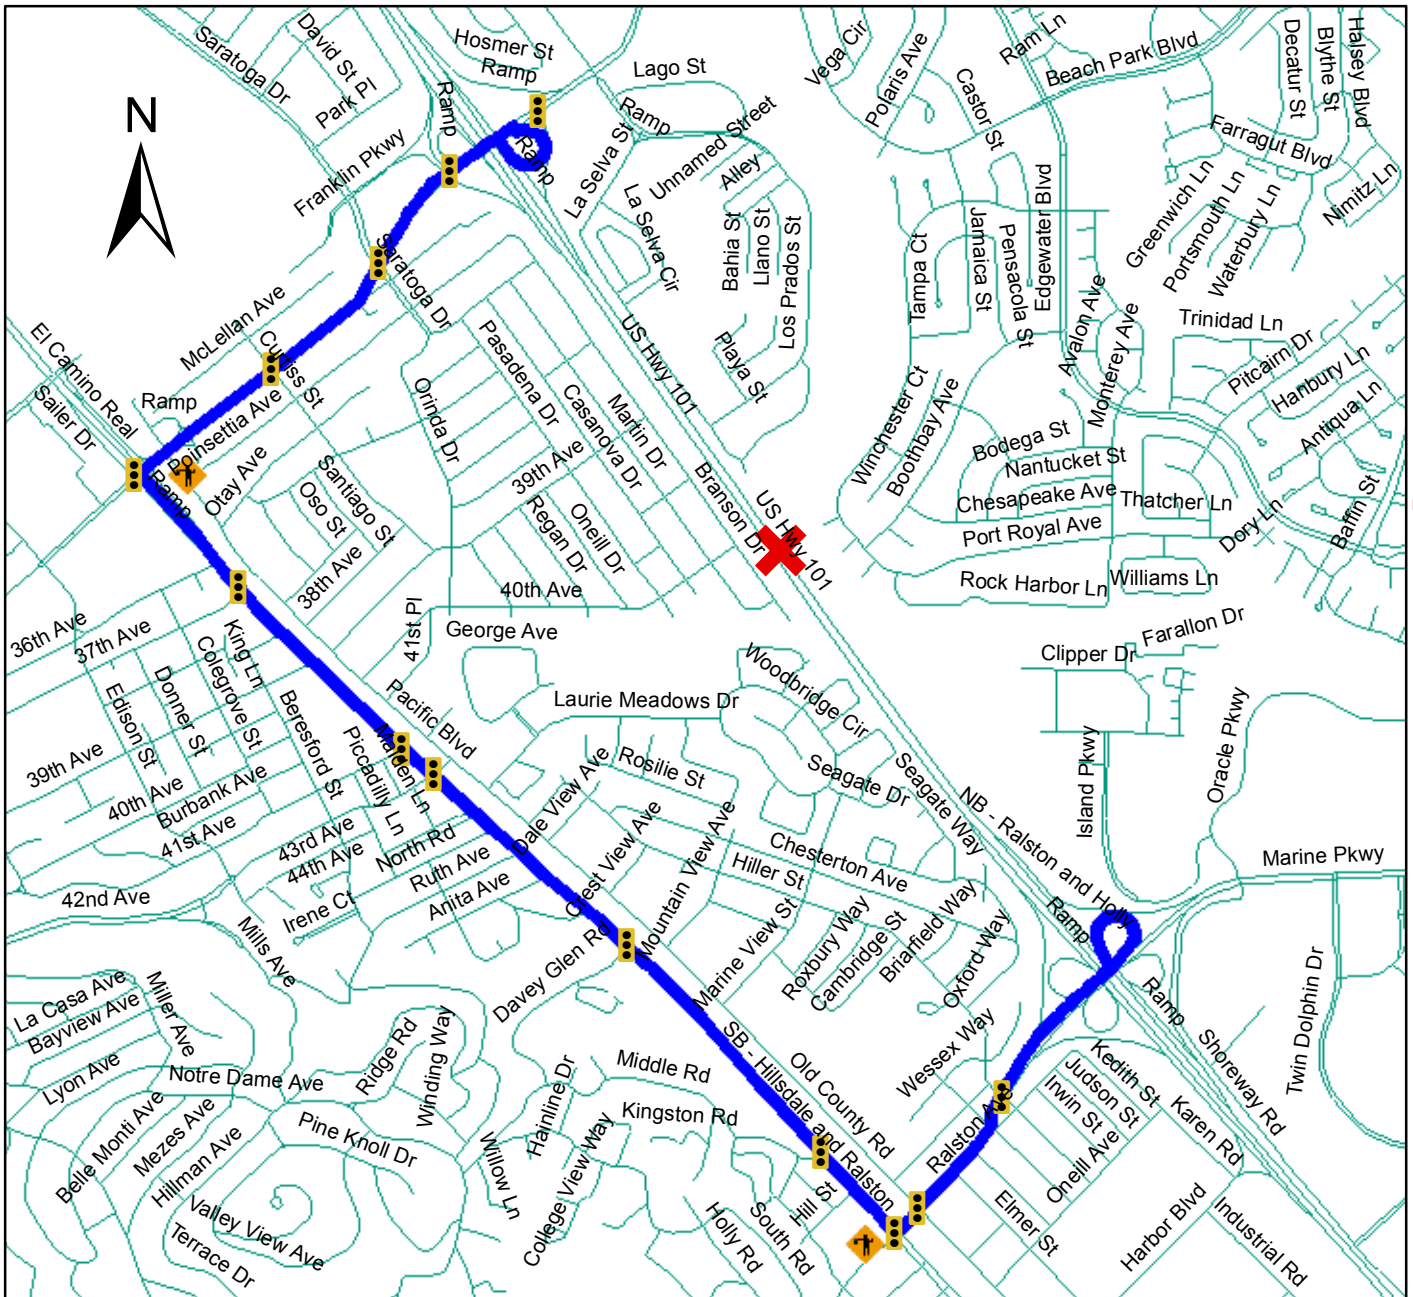 Hosmer St
Ramp
Lago St
Saratoga Dr
David St
Park Pl
Ramp
Franklin Pkwy
N
Ramp
Ramp
La Selva St
Unnamed Street
Alley
La Selva Cir
Bahia St
Llano St
Los Prados St
Playa St
Vega Cir
Polaris Ave
Castor St
Ram Ln
Beach Park Blvd
Decatur St
Blythe St
Halsey Blvd
Farragut Blvd
Nimitz Ln
Greenwich Ln
Portsmouth Ln
Waterbury Ln
Edgewater Blvd
Tampa Ct
Jamaica St
Pensacola St
Avalon Ave
Monterey Ave
Trinidad Ln
Pitcairn Dr
Hanbury Ln
Antiqua Ln
Winchester Ct
Boothbay Ave
Bodega St
Nantucket St
Chesapeake Ave
Thatcher Ln
Port Royal Ave
Dory Ln
Baffin St
Rock Harbor Ln
Williams Ln
McLellan Ave
Saratoga Dr
El Camino Real
Sailer Dr
Ramp
Curtiss St
Poinsettia Ave
Ramp
Otay Ave
Oso St
Santiago St
38th Ave
Orinda Dr
Pasadena Dr
Casanova Dr
Martin Dr
39th Ave
Regan Dr
Oneill Dr
US Hwy 101
Branson Dr
US Hwy 101
40th Ave
41st Pl
George Ave
36th Ave
37th Ave
King Ln
Colegrove St
Donner St
Edison St
Beresford St
Piccadilly Ln
Maiden Ln
Pacific Blvd
39th Ave
40th Ave
Burbank Ave
41st Ave
42nd Ave
43rd Ave
44th Ave
North Rd
Ruth Ave
Anita Ave
Irene Ct
Mills Ave
Dale View Ave
Crest View Ave
Mountain View Ave
Laurie Meadows Dr
Woodbridge Cir
Rosille St
Seagate Dr
Seagate Way
Chesterton Ave
Hiller St
Marine View St
Roxbury Way
Cambridge St
Briarfield Way
Oxford Way
Wessex Way
Clipper Dr
Farallon Dr
Island Pkwy
Oracle Pkwy
Marine Pkwy
NB - Ralston and Holly
Ramp
Ramp
Shoreway Rd
Twin Dolphin Dr
Davey Glen Rd
La Casa Ave
Bayview Ave
Miller Ave
Lyon Ave
Notre Dame Ave
Ridge Rd
Winding Way
Belle Monti Ave
Mezes Ave
Hillman Ave
Pine Knoll Dr
Valley View Ave
Terrace Dr
Willow Ln
Hainline Dr
College View Way
Middle Rd
Kingston Rd
SB - Hillsdale and Ralston
Old County Rd
Hill St
South Rd
Holly Rd
Ralston Ave
Kedith St
Judson St
Irwin St
Oneill Ave
Karen Rd
Elmer St
Harbor Blvd
Industrial Rd